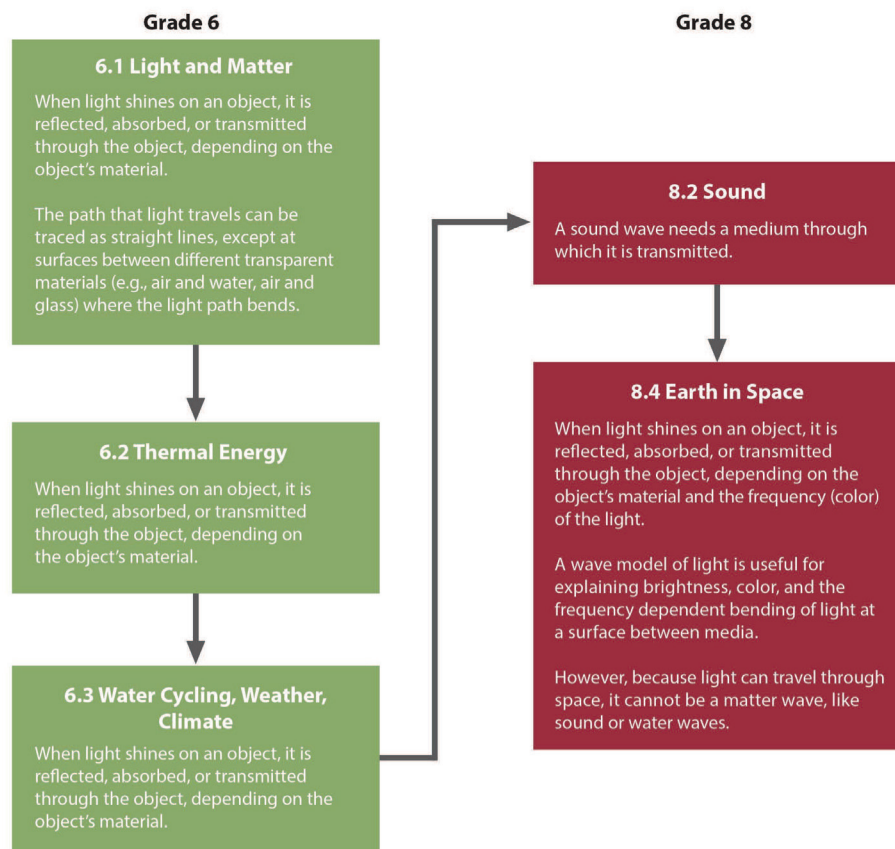 Grade 6
6.1 Light and Matter
When light shines on an object, it is
reflected, absorbed, or transmitted
through the object, depending on the
object's material.
The path that light travels can be
traced as straight lines, except at
surfaces between different transparent
materials (e.g., air and water, air and
glass) where the light path bends.
6.2 Thermal Energy
When light shines on an object, it is
reflected, absorbed, or transmitted
through the object, depending on
the object's material.
6.3 Water Cycling, Weather,
Climate
When light shines on an object, it is
reflected, absorbed, or transmitted
through the object, depending on the
object's material.
Grade 8
8.2 Sound
A sound wave needs a medium through
which it is transmitted.
8.4 Earth in Space
When light shines on an object, it is
reflected, absorbed, or transmitted
through the object, depending on the
object's material and the frequency (color)
of the light.
A wave model of light is useful for
explaining brightness, color, and the
frequency dependent bending of light at
a surface between media.
However, because light can travel through
space, it cannot be a matter wave, like
sound or water waves.